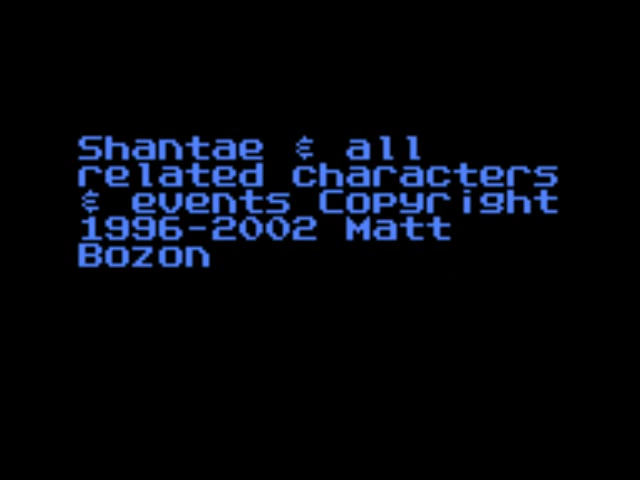 Shantae & all
related characters
& events Copyright
1996-2002 Matt
Bozon